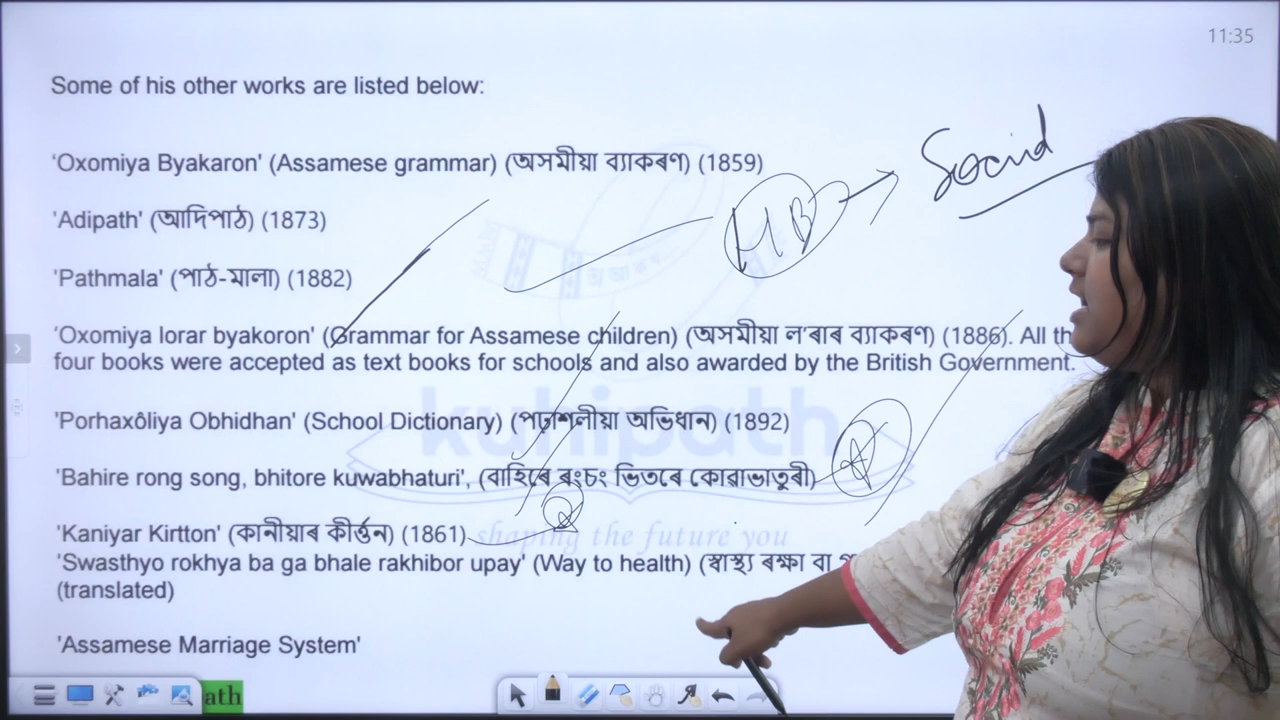 11:35
Some of his other works are listed below:
'Oxomiya Byakaron' (Assamese grammar) (অসমীয়া ব্যাকৰণ) (1859)
'Adipath' (আদিপাঠ) (1873)
'Pathmala' (পাঠ-মালা) (1882)
HB → Social
'Oxomiya lorar byakoron' (Grammar for Assamese children) (অসমীয়া ল'ৰাৰ ব্যাকৰণ) (1886). All
four books were accepted as text books for schools and also awarded by the British Government.
'Porhaxôliya Obhidhan' (School Dictionary) (পঢ়াশলীয়া অভিধান) (1892)
kuhipath
'Bahire rong song, bhitore kuwabhaturi', (বাহিৰে ৰংচং ভিতৰে কোৱাভাতুৰী)
'Kaniyar Kirtton' (কানীয়াৰ কীৰ্ত্তন) (1861)
shaping the future you
'Swasthyo rokhya ba ga bhale rakhibor upay' (Way to health) (স্বাস্থ্য ৰক্ষা বা
(translated)
'Assamese Marriage System'
ath